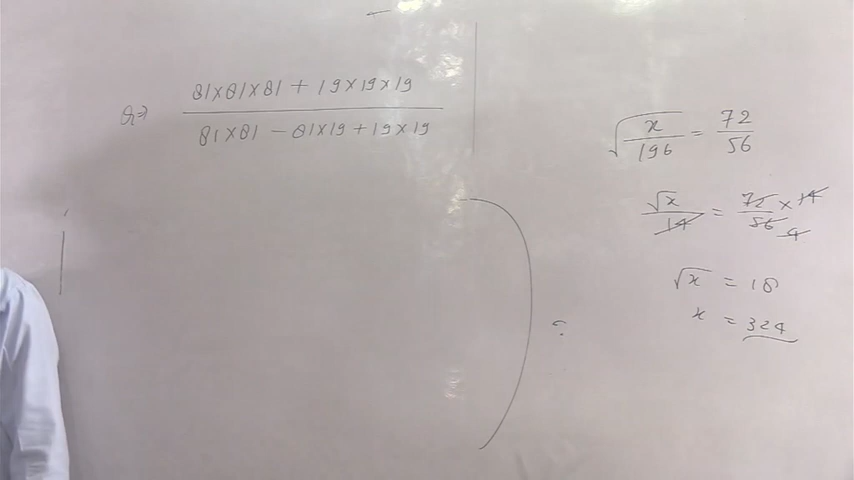 Q⇒ 81×81×81 + 19×19×19
81×81 − 81×19 + 19×19
√x/196 = 72/56
√x/14 = 72/56 × 14
4
√x = 18
x = 324
?